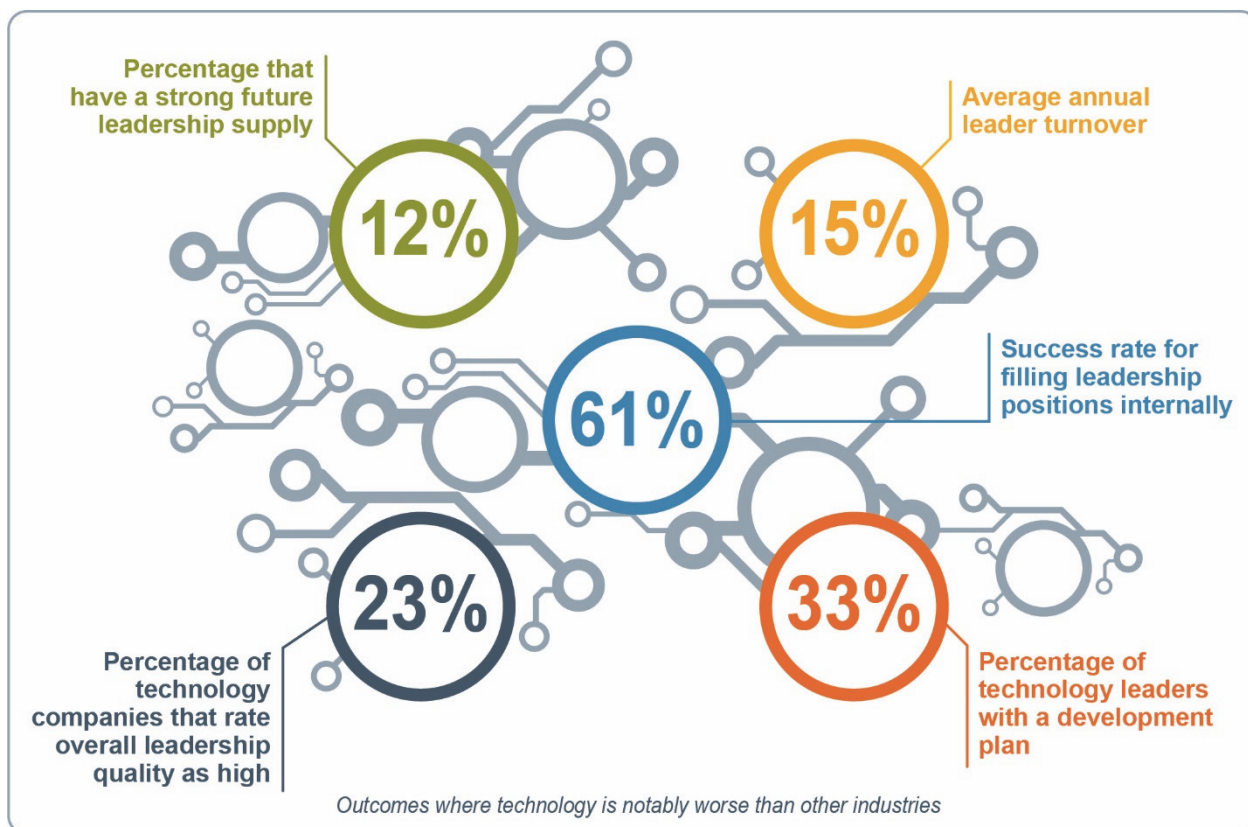 Percentage that
have a strong future
leadership supply
12%
Average annual
leader turnover
15%
Success rate for
filling leadership
positions internally
61%
23%
Percentage of
technology
companies that rate
overall leadership
quality as high
33%
Percentage of
technology leaders
with a development
plan
Outcomes where technology is notably worse than other industries